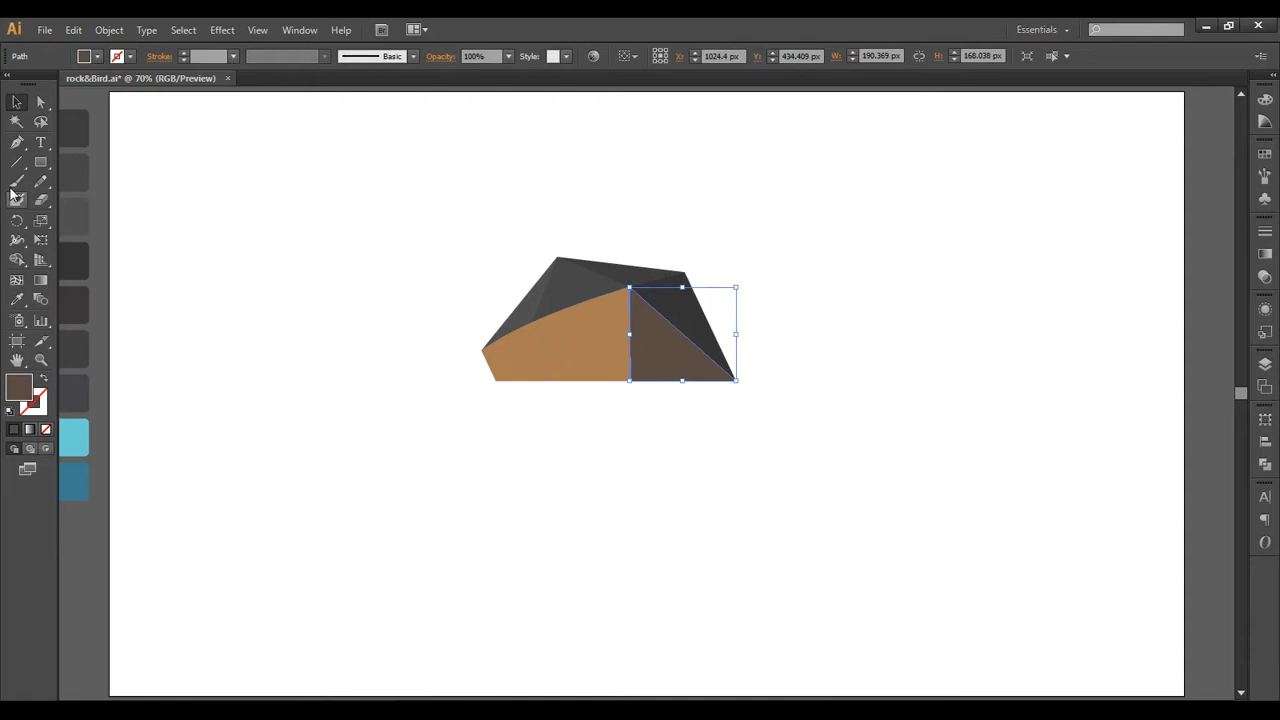 Ai File Edit Object Type Select Effect View Window Help Essentials
Path Stroke: Basic Opacity: 100% Style: X: 1024.4 px Y: 434.409 px W: 190.369 px H: 168.038 px
rock&Bird.ai* @ 70% (RGB/Preview) ×